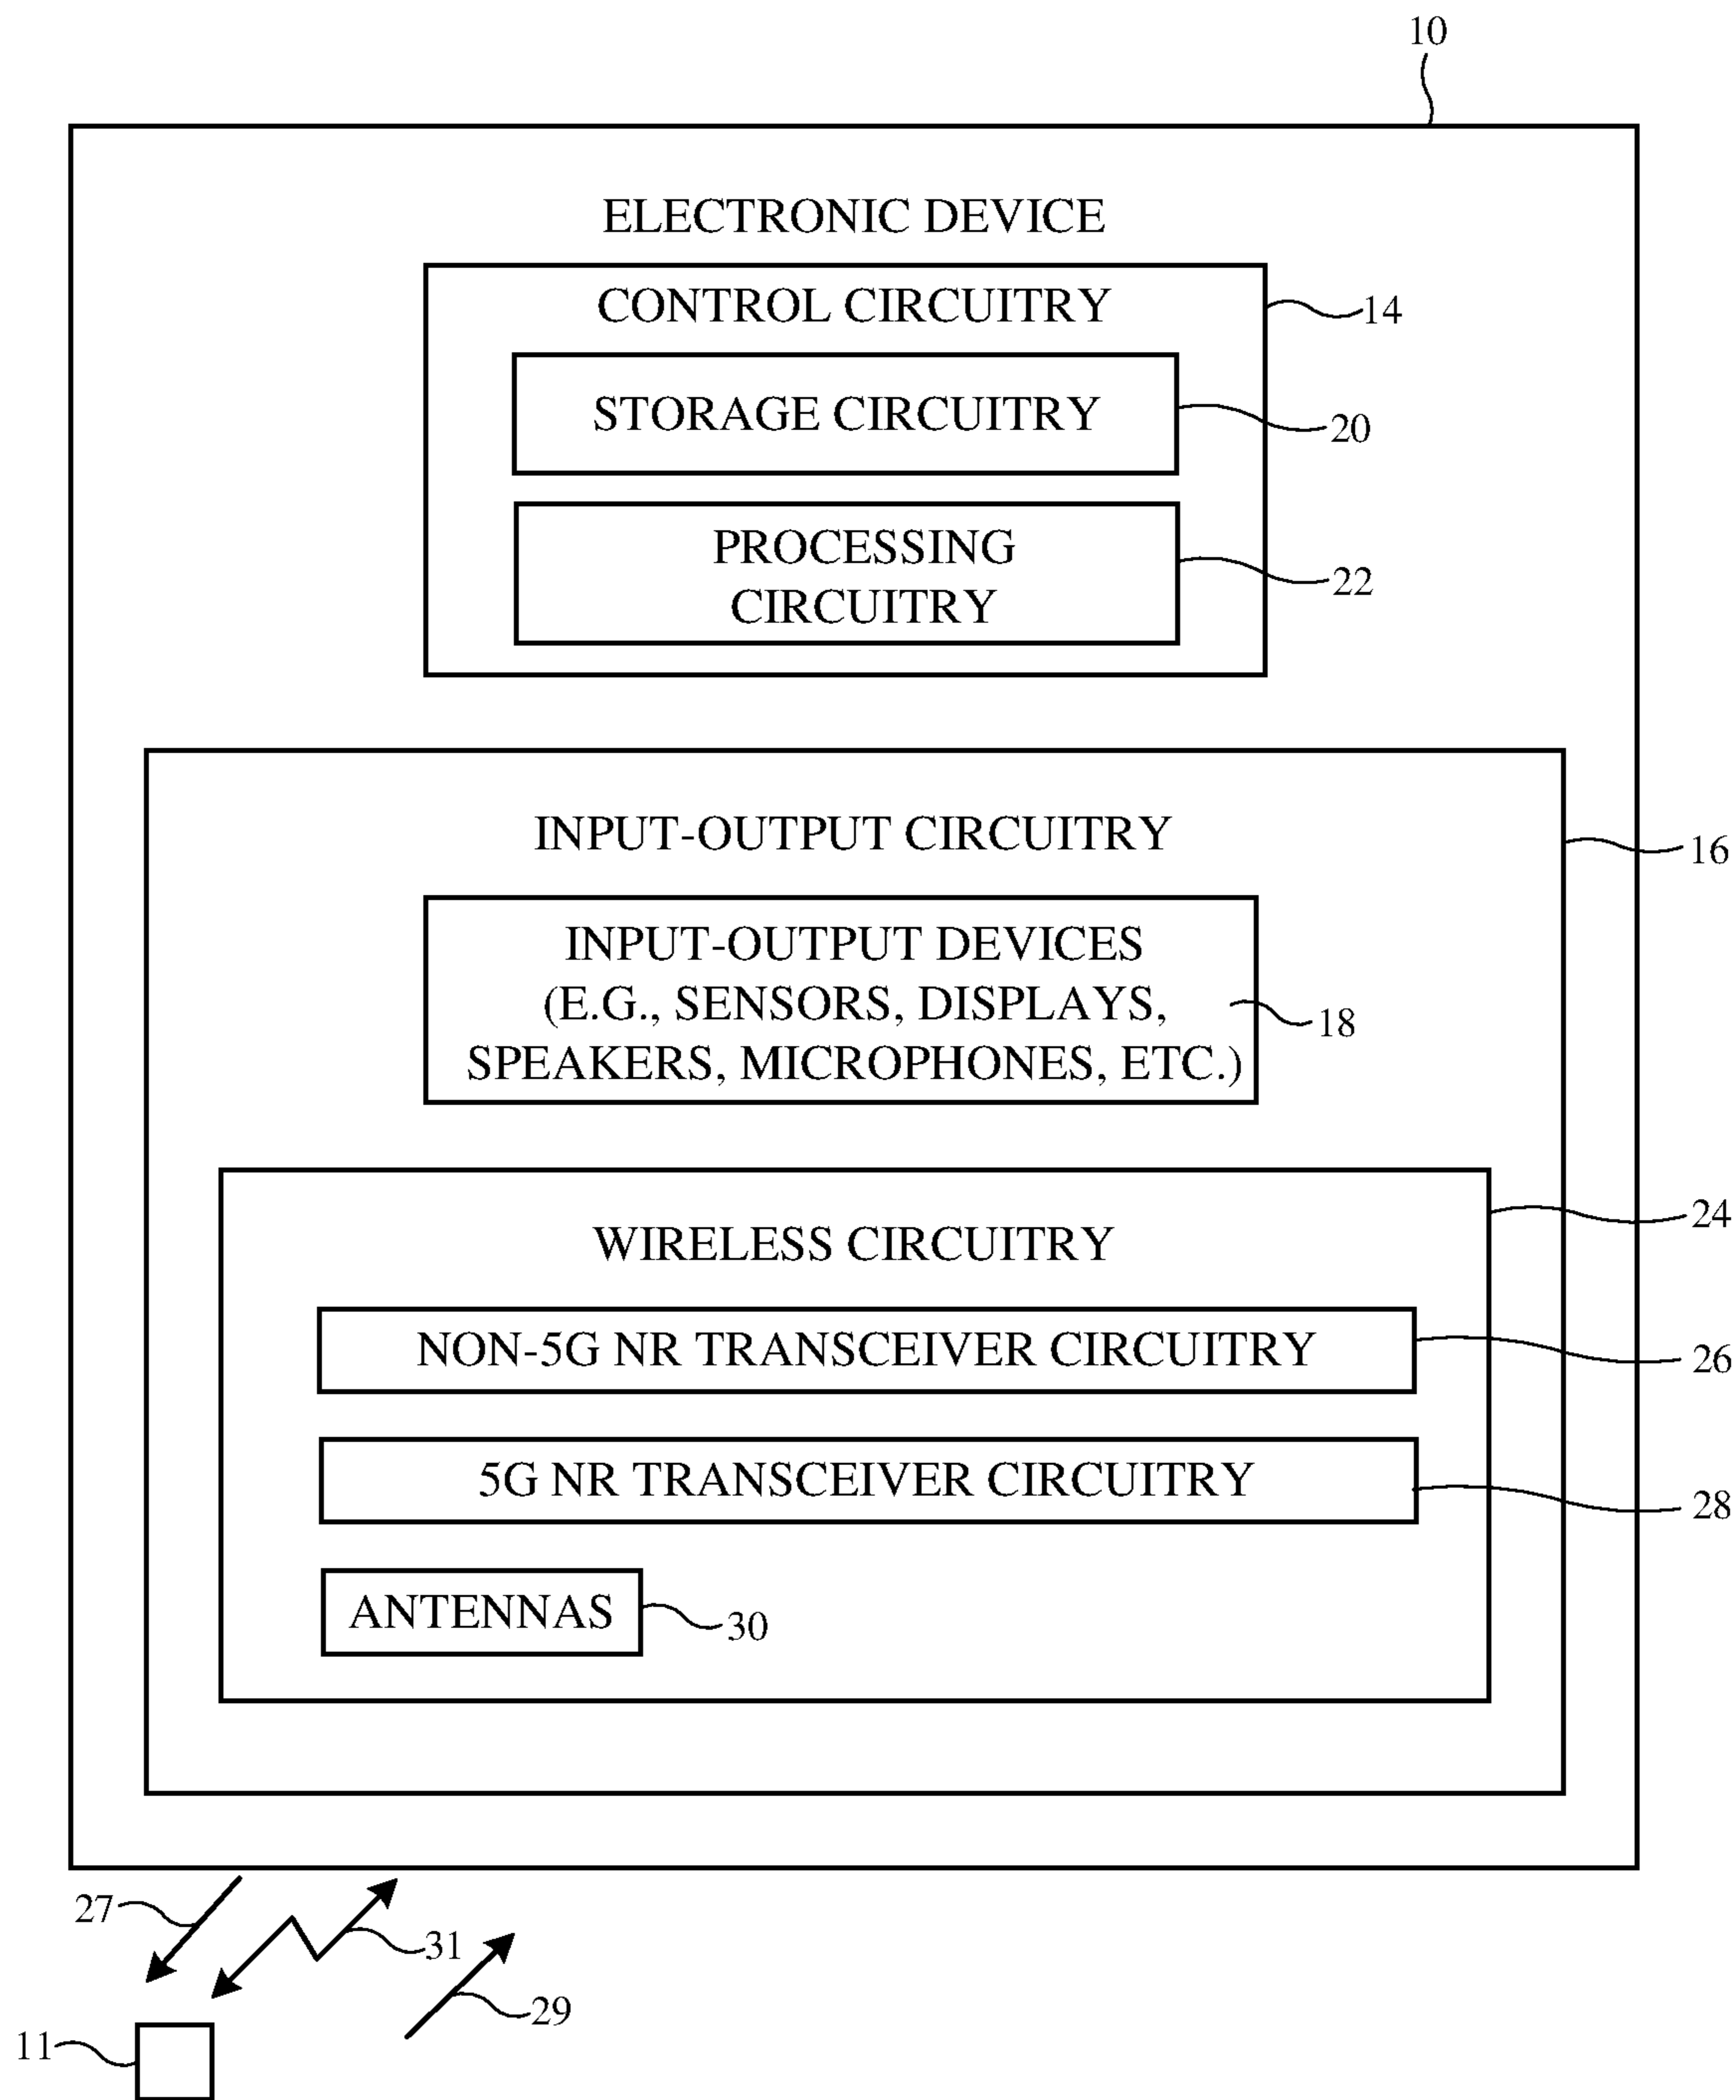 10
ELECTRONIC DEVICE
CONTROL CIRCUITRY
14
STORAGE CIRCUITRY
20
PROCESSING
CIRCUITRY
22
INPUT-OUTPUT CIRCUITRY
16
INPUT-OUTPUT DEVICES
(E.G., SENSORS, DISPLAYS,
SPEAKERS, MICROPHONES, ETC.)
18
WIRELESS CIRCUITRY
24
NON-5G NR TRANSCEIVER CIRCUITRY
26
5G NR TRANSCEIVER CIRCUITRY
28
ANTENNAS
30
27
31
29
11